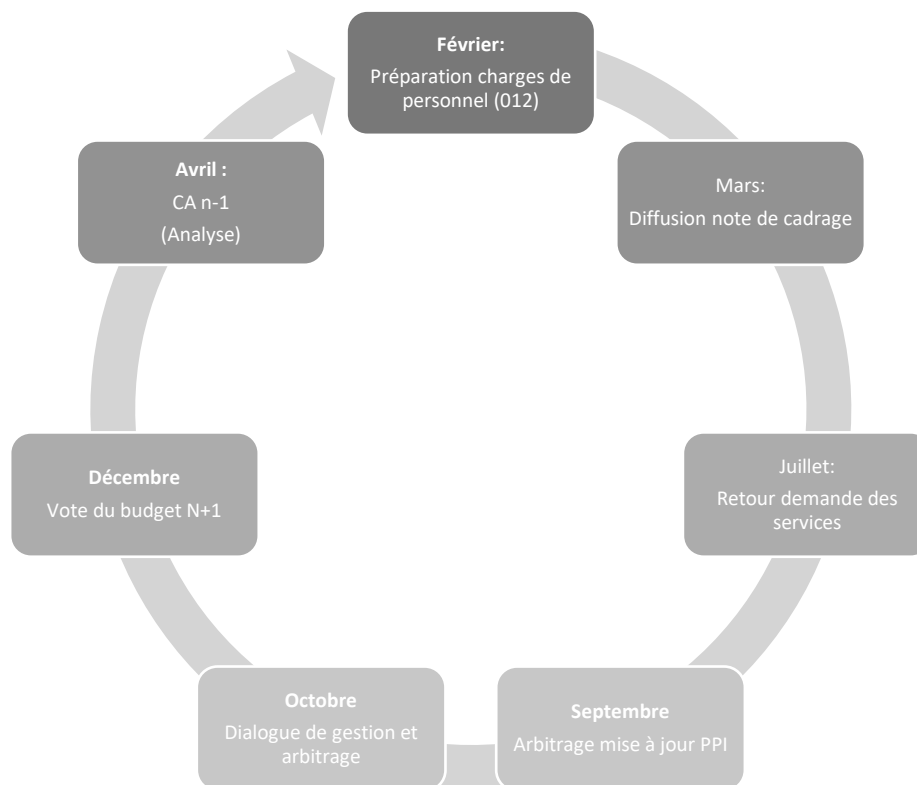 Février:
Préparation charges de
personnel (012)
Mars:
Diffusion note de cadrage
Juillet:
Retour demande des
services
Septembre
Arbitrage mise à jour PPI
Octobre
Dialogue de gestion et
arbitrage
Décembre
Vote du budget N+1
Avril :
CA n-1
(Analyse)